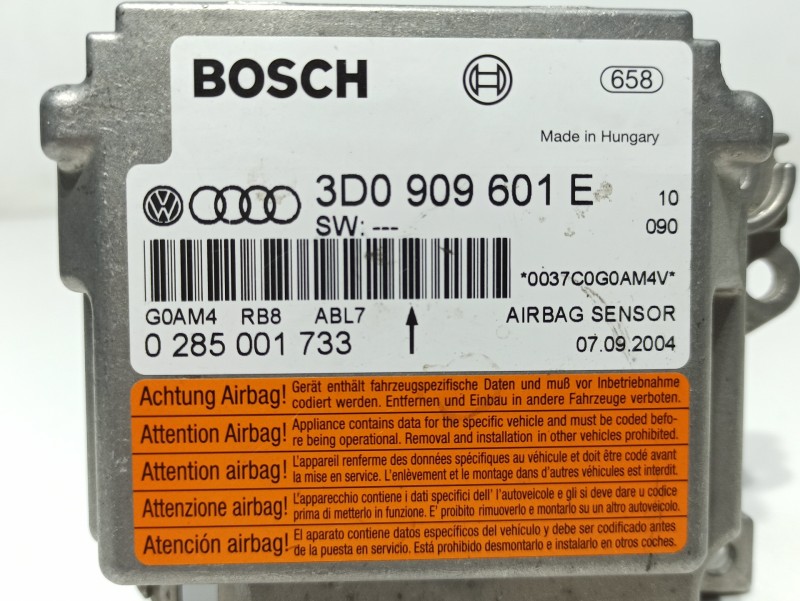 BOSCH 658
Made in Hungary
3D0 909 601 E 10
SW: --- 090
*0037C0G0AM4V*
G0AM4 RB8 ABL7 AIRBAG SENSOR
0 285 001 733 07.09.2004
Achtung Airbag! Gerät enthält fahrzeugspezifische Daten und muß vor Inbetriebnahme
codiert werden. Entfernen und Einbau in andere Fahrzeuge verboten.
Attention Airbag! Appliance contains data for the specific vehicle and must be coded befo-
re being operational. Removal and installation in other vehicles prohibited.
Attention airbag! L'appareil renferme des données spécifiques au véhicule et doit être codé avant
la mise en service. L'enlèvement et le montage dans d'autres véhicules est interdit.
Attenzione airbag! L'apparecchio contiene i dati specifici dell' l'autoveicole e gli si deve dare u codice
prima di metterlo in funzione. E' proibito rimuoverlo e montarlo su un altro autoveicolo.
Atención airbag! El aparato contiene datos específicos del vehículo y debe ser codificado antes
de la puesta en servicio. Está prohibido desmontarlo e instalarlo en otros coches.